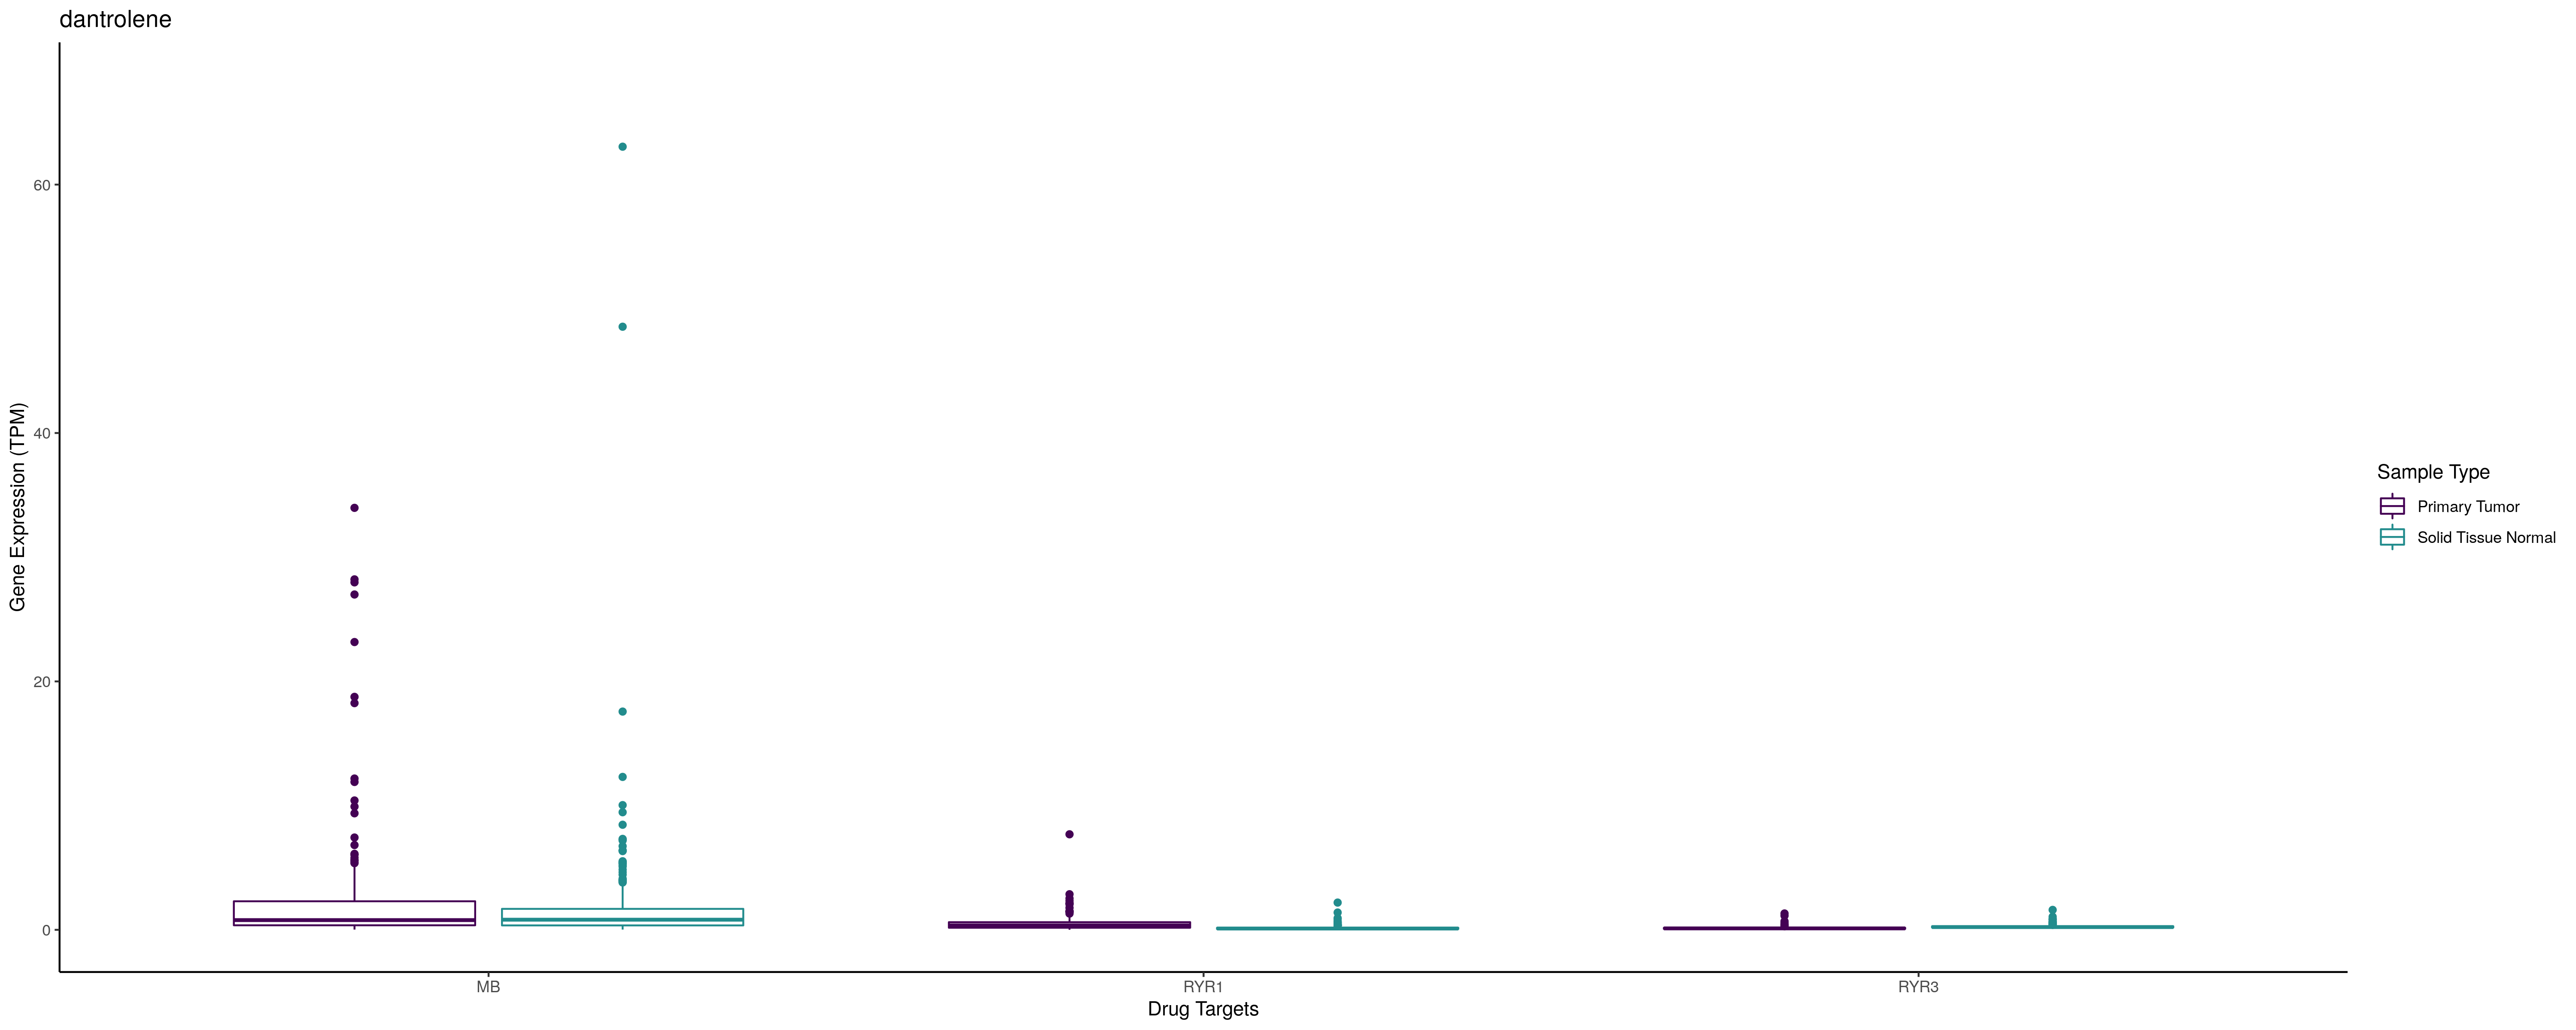 dantrolene
Gene Expression (TPM)
60
40
20
0
MB
RYR1
RYR3
Drug Targets
Sample Type
Primary Tumor
Solid Tissue Normal